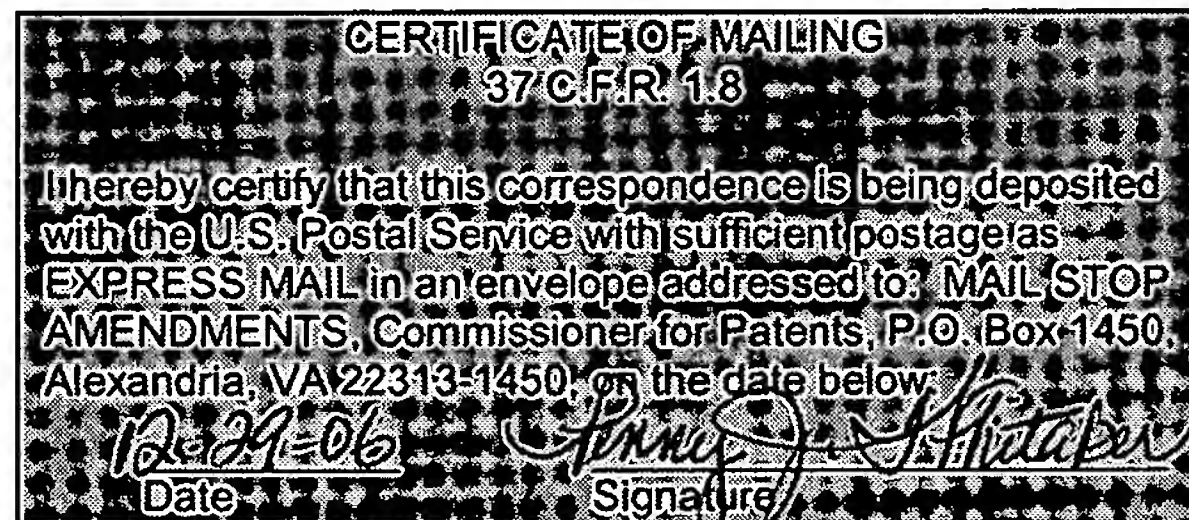 CERTIFICATE OF MAILING
37 C.F.R. 1.8
I hereby certify that this correspondence is being deposited
with the U.S. Postal Service with sufficient postage as
EXPRESS MAIL in an envelope addressed to: MAIL STOP
AMENDMENTS, Commissioner for Patents, P.O. Box 1450,
Alexandria, VA 22313-1450, on the date below:
12-29-06 Penny Whitaker
Date Signature